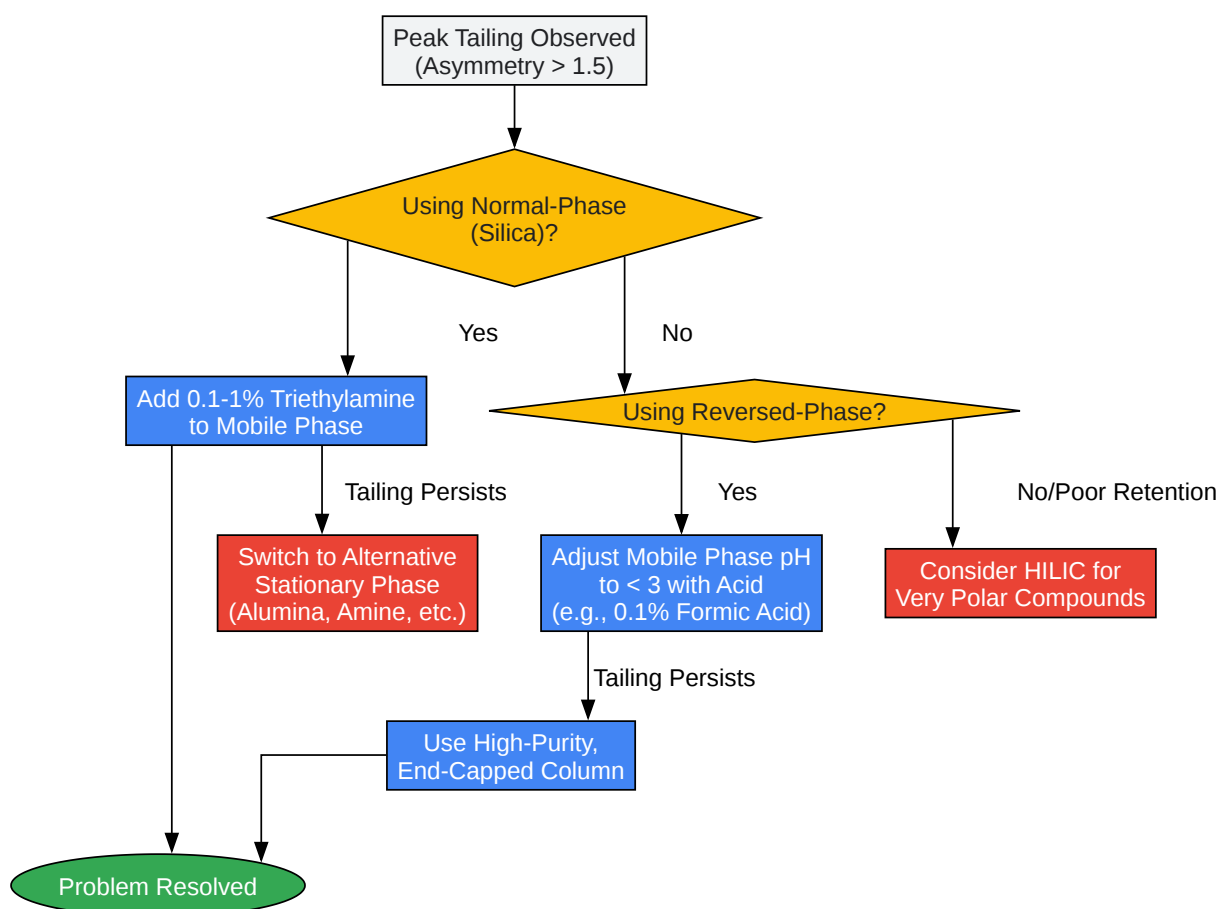 Peak Tailing Observed
(Asymmetry > 1.5)
Using Normal-Phase
(Silica)?
Yes
No
Add 0.1-1% Triethylamine
to Mobile Phase
Using Reversed-Phase?
Tailing Persists
Yes
No/Poor Retention
Switch to Alternative
Stationary Phase
(Alumina, Amine, etc.)
Adjust Mobile Phase pH
to < 3 with Acid
(e.g., 0.1% Formic Acid)
Consider HILIC for
Very Polar Compounds
Tailing Persists
Use High-Purity,
End-Capped Column
Problem Resolved